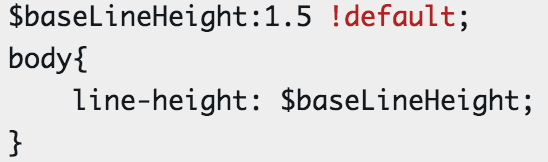 $baseLineHeight:1.5 !default;
body{
    line-height: $baseLineHeight;
}